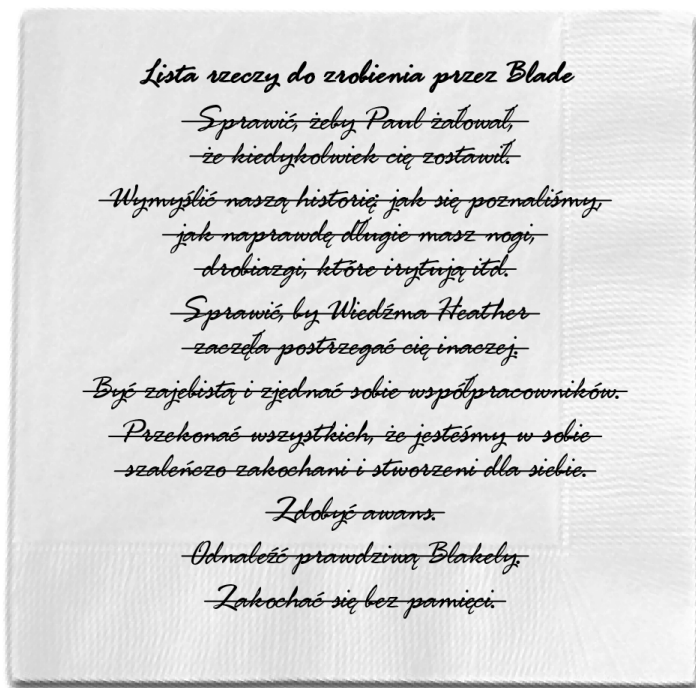 Lista rzeczy do zrobienia przez Blade
Sprawić, żeby Paul żałował,
że kiedykolwiek cię zostawił.
Wymyślić naszą historię: jak się poznaliśmy,
jak naprawdę długie masz nogi,
drobiazgi, które irytują itd.
Sprawić, by Wiedźma Heather
zaczęła postrzegać cię inaczej.
Być zajebistą i zjednać sobie współpracowników.
Przekonać wszystkich, że jesteśmy w sobie
szaleńczo zakochani i stworzeni dla siebie.
Zdobyć awans.
Odnaleźć prawdziwą Blakely.
Zakochać się bez pamięci.